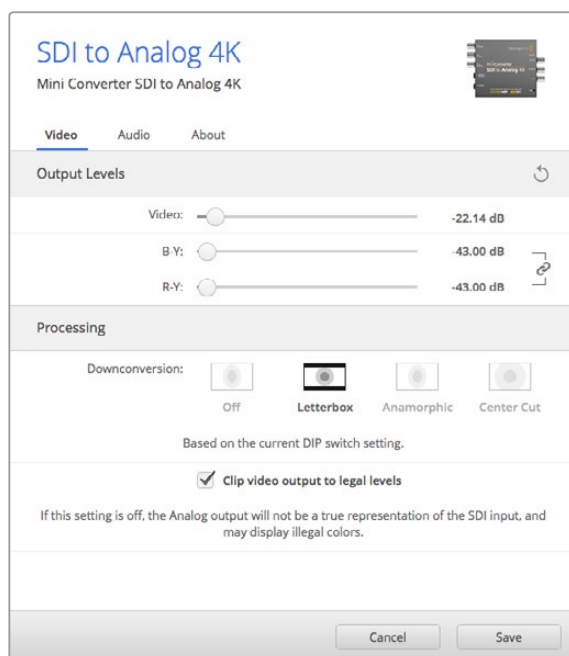 SDI to Analog 4K
Mini Converter SDI to Analog 4K
Video Audio About
Output Levels
Video: -22.14 dB
B-Y: -43.00 dB
R-Y: -43.00 dB
Processing
Downconversion:
Off Letterbox Anamorphic Center Cut
Based on the current DIP switch setting.
Clip video output to legal levels
If this setting is off, the Analog output will not be a true representation of the SDI input, and
may display illegal colors.
Cancel Save